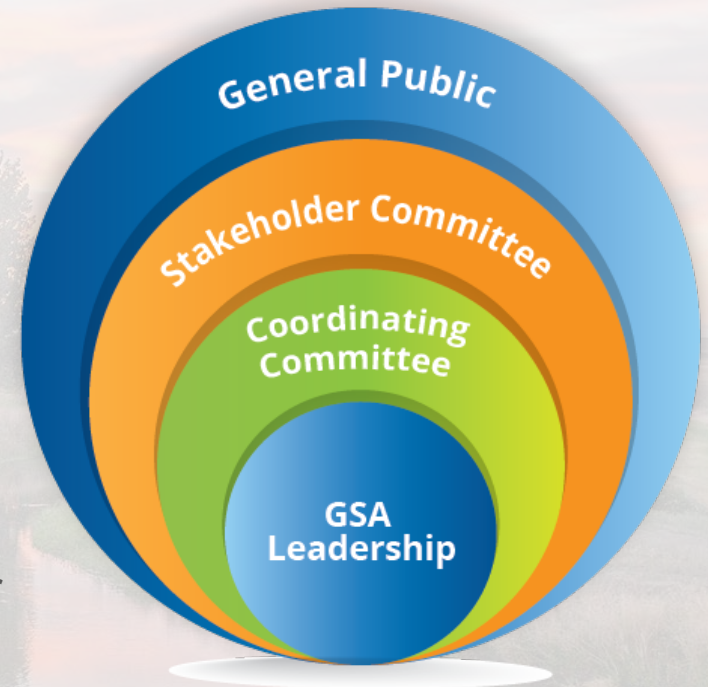 General Public
Stakeholder Committee
Coordinating
Committee
GSA
Leadership